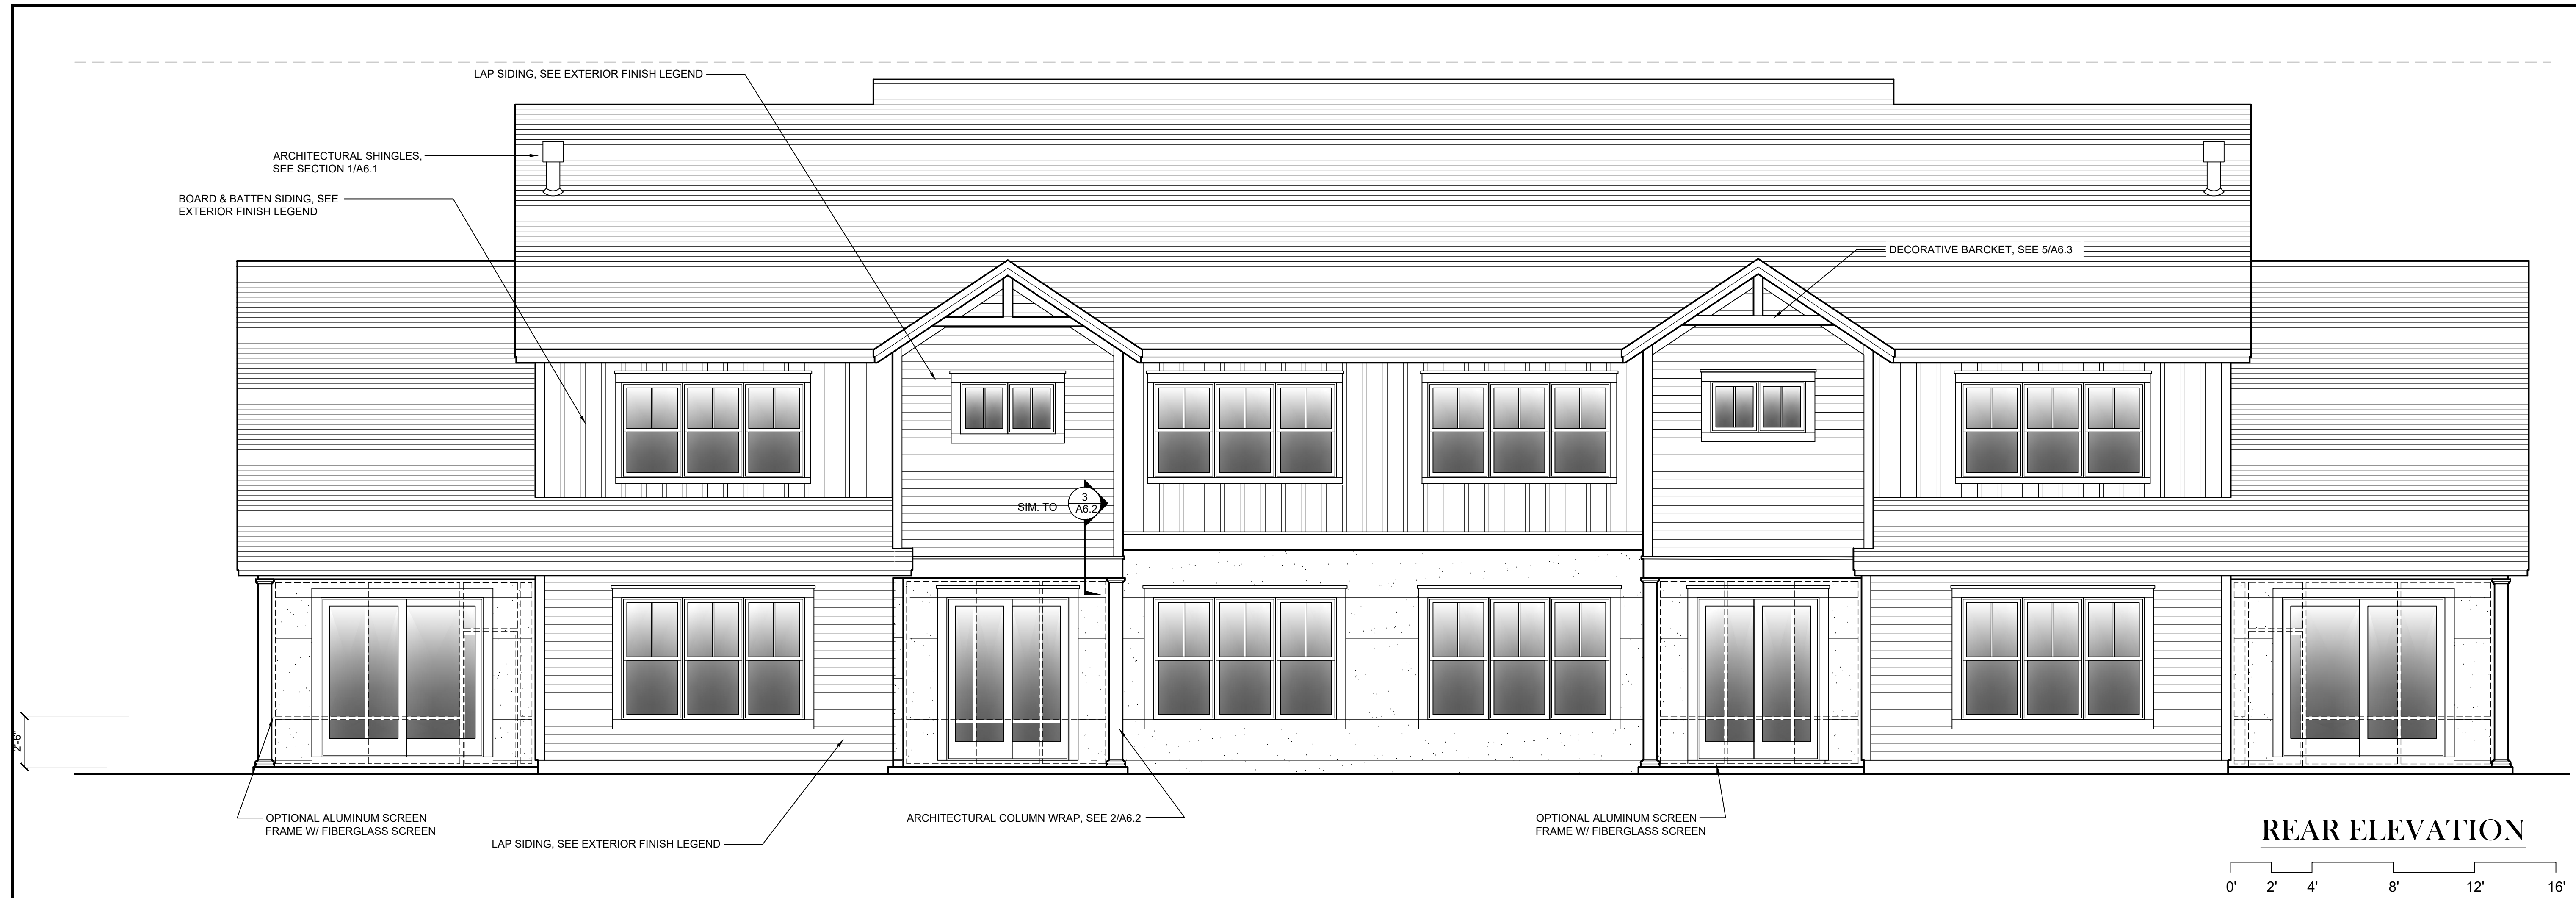 LAP SIDING, SEE EXTERIOR FINISH LEGEND
ARCHITECTURAL SHINGLES,
SEE SECTION 1/A6.1
BOARD & BATTEN SIDING, SEE
EXTERIOR FINISH LEGEND
DECORATIVE BARCKET, SEE 5/A6.3
SIM. TO
3
A6.2
2'-6"
OPTIONAL ALUMINUM SCREEN
FRAME W/ FIBERGLASS SCREEN
LAP SIDING, SEE EXTERIOR FINISH LEGEND
ARCHITECTURAL COLUMN WRAP, SEE 2/A6.2
OPTIONAL ALUMINUM SCREEN
FRAME W/ FIBERGLASS SCREEN
REAR ELEVATION
0' 2' 4' 8' 12' 16'